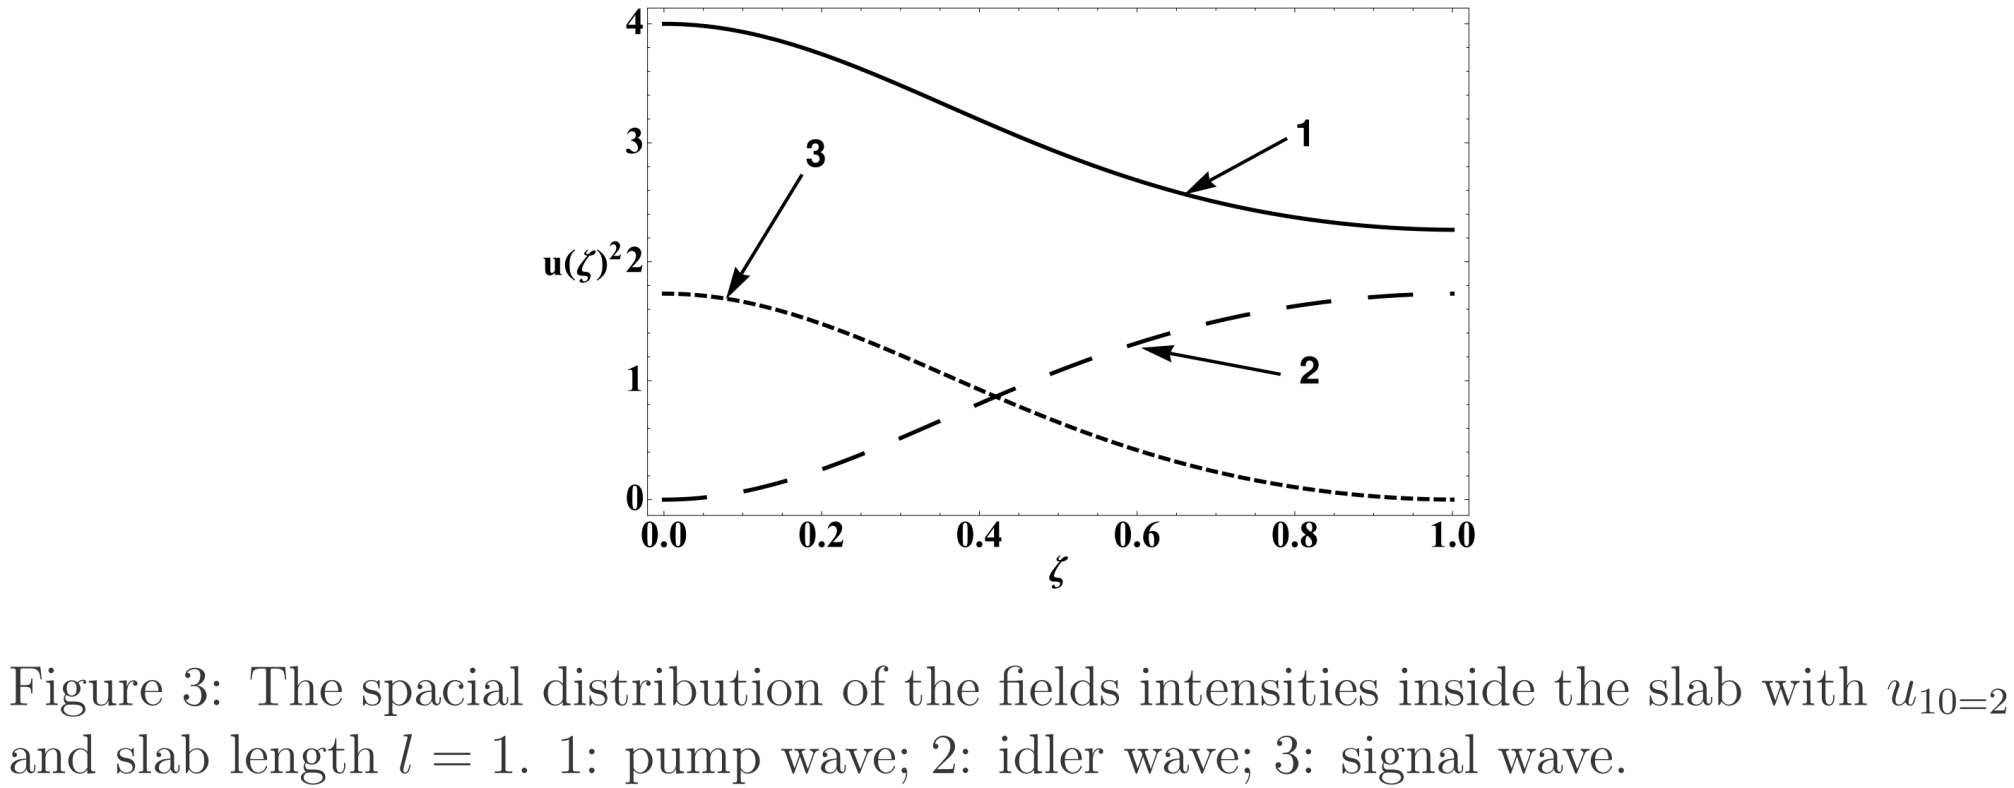 4
3
2
1
0
u(ζ)²
1
3
2
0.0 0.2 0.4 0.6 0.8 1.0
ζ
Figure 3: The spacial distribution of the fields intensities inside the slab with u₁₀₌₂
and slab length l = 1. 1: pump wave; 2: idler wave; 3: signal wave.